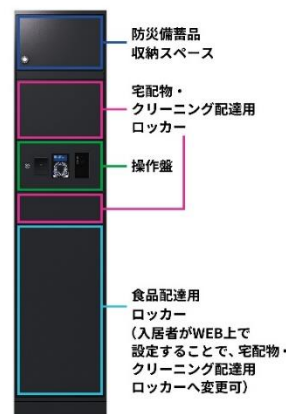 防災備蓄品
収納スペース
宅配物・
クリーニング配達用
ロッカー
操作盤
食品配達用
ロッカー
(入居者がWEB上で
設定することで、宅配物・
クリーニング配達用
ロッカーへ変更可)